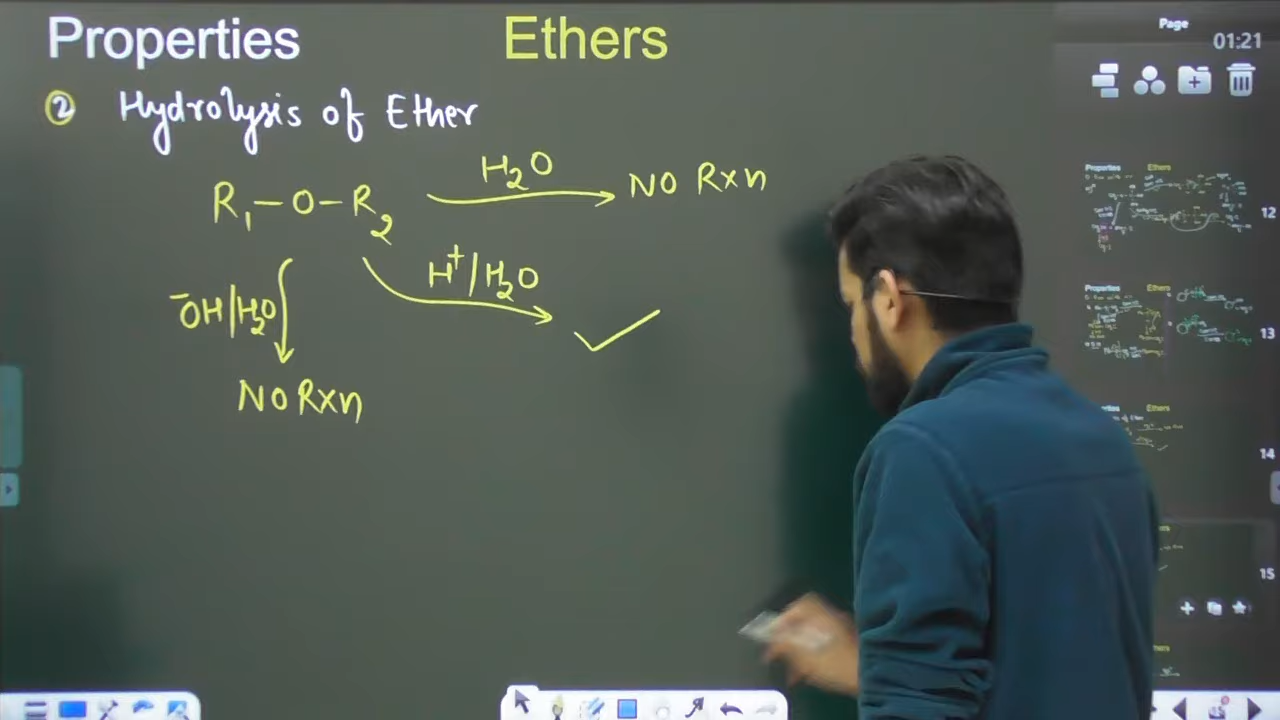 Properties Ethers
② Hydrolysis of Ether
R₁-O-R₂ H₂O NO Rxn
H⁺/H₂O
⁻OH/H₂O
NO Rxn
Page
01:21
12
13
14
15